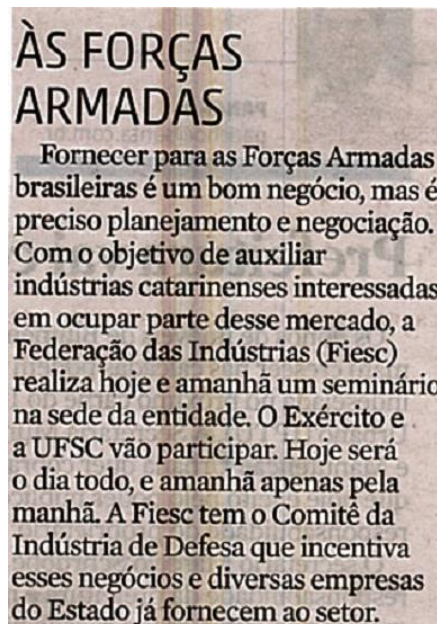 ÀS FORÇAS
ARMADAS
Fornecer para as Forças Armadas
brasileiras é um bom negócio, mas é
preciso planejamento e negociação.
Com o objetivo de auxiliar
indústrias catarinenses interessadas
em ocupar parte desse mercado, a
Federação das Indústrias (Fiesc)
realiza hoje e amanhã um seminário
na sede da entidade. O Exército e
a UFSC vão participar. Hoje será
o dia todo, e amanhã apenas pela
manhã. A Fiesc tem o Comitê da
Indústria de Defesa que incentiva
esses negócios e diversas empresas
do Estado já fornecem ao setor.